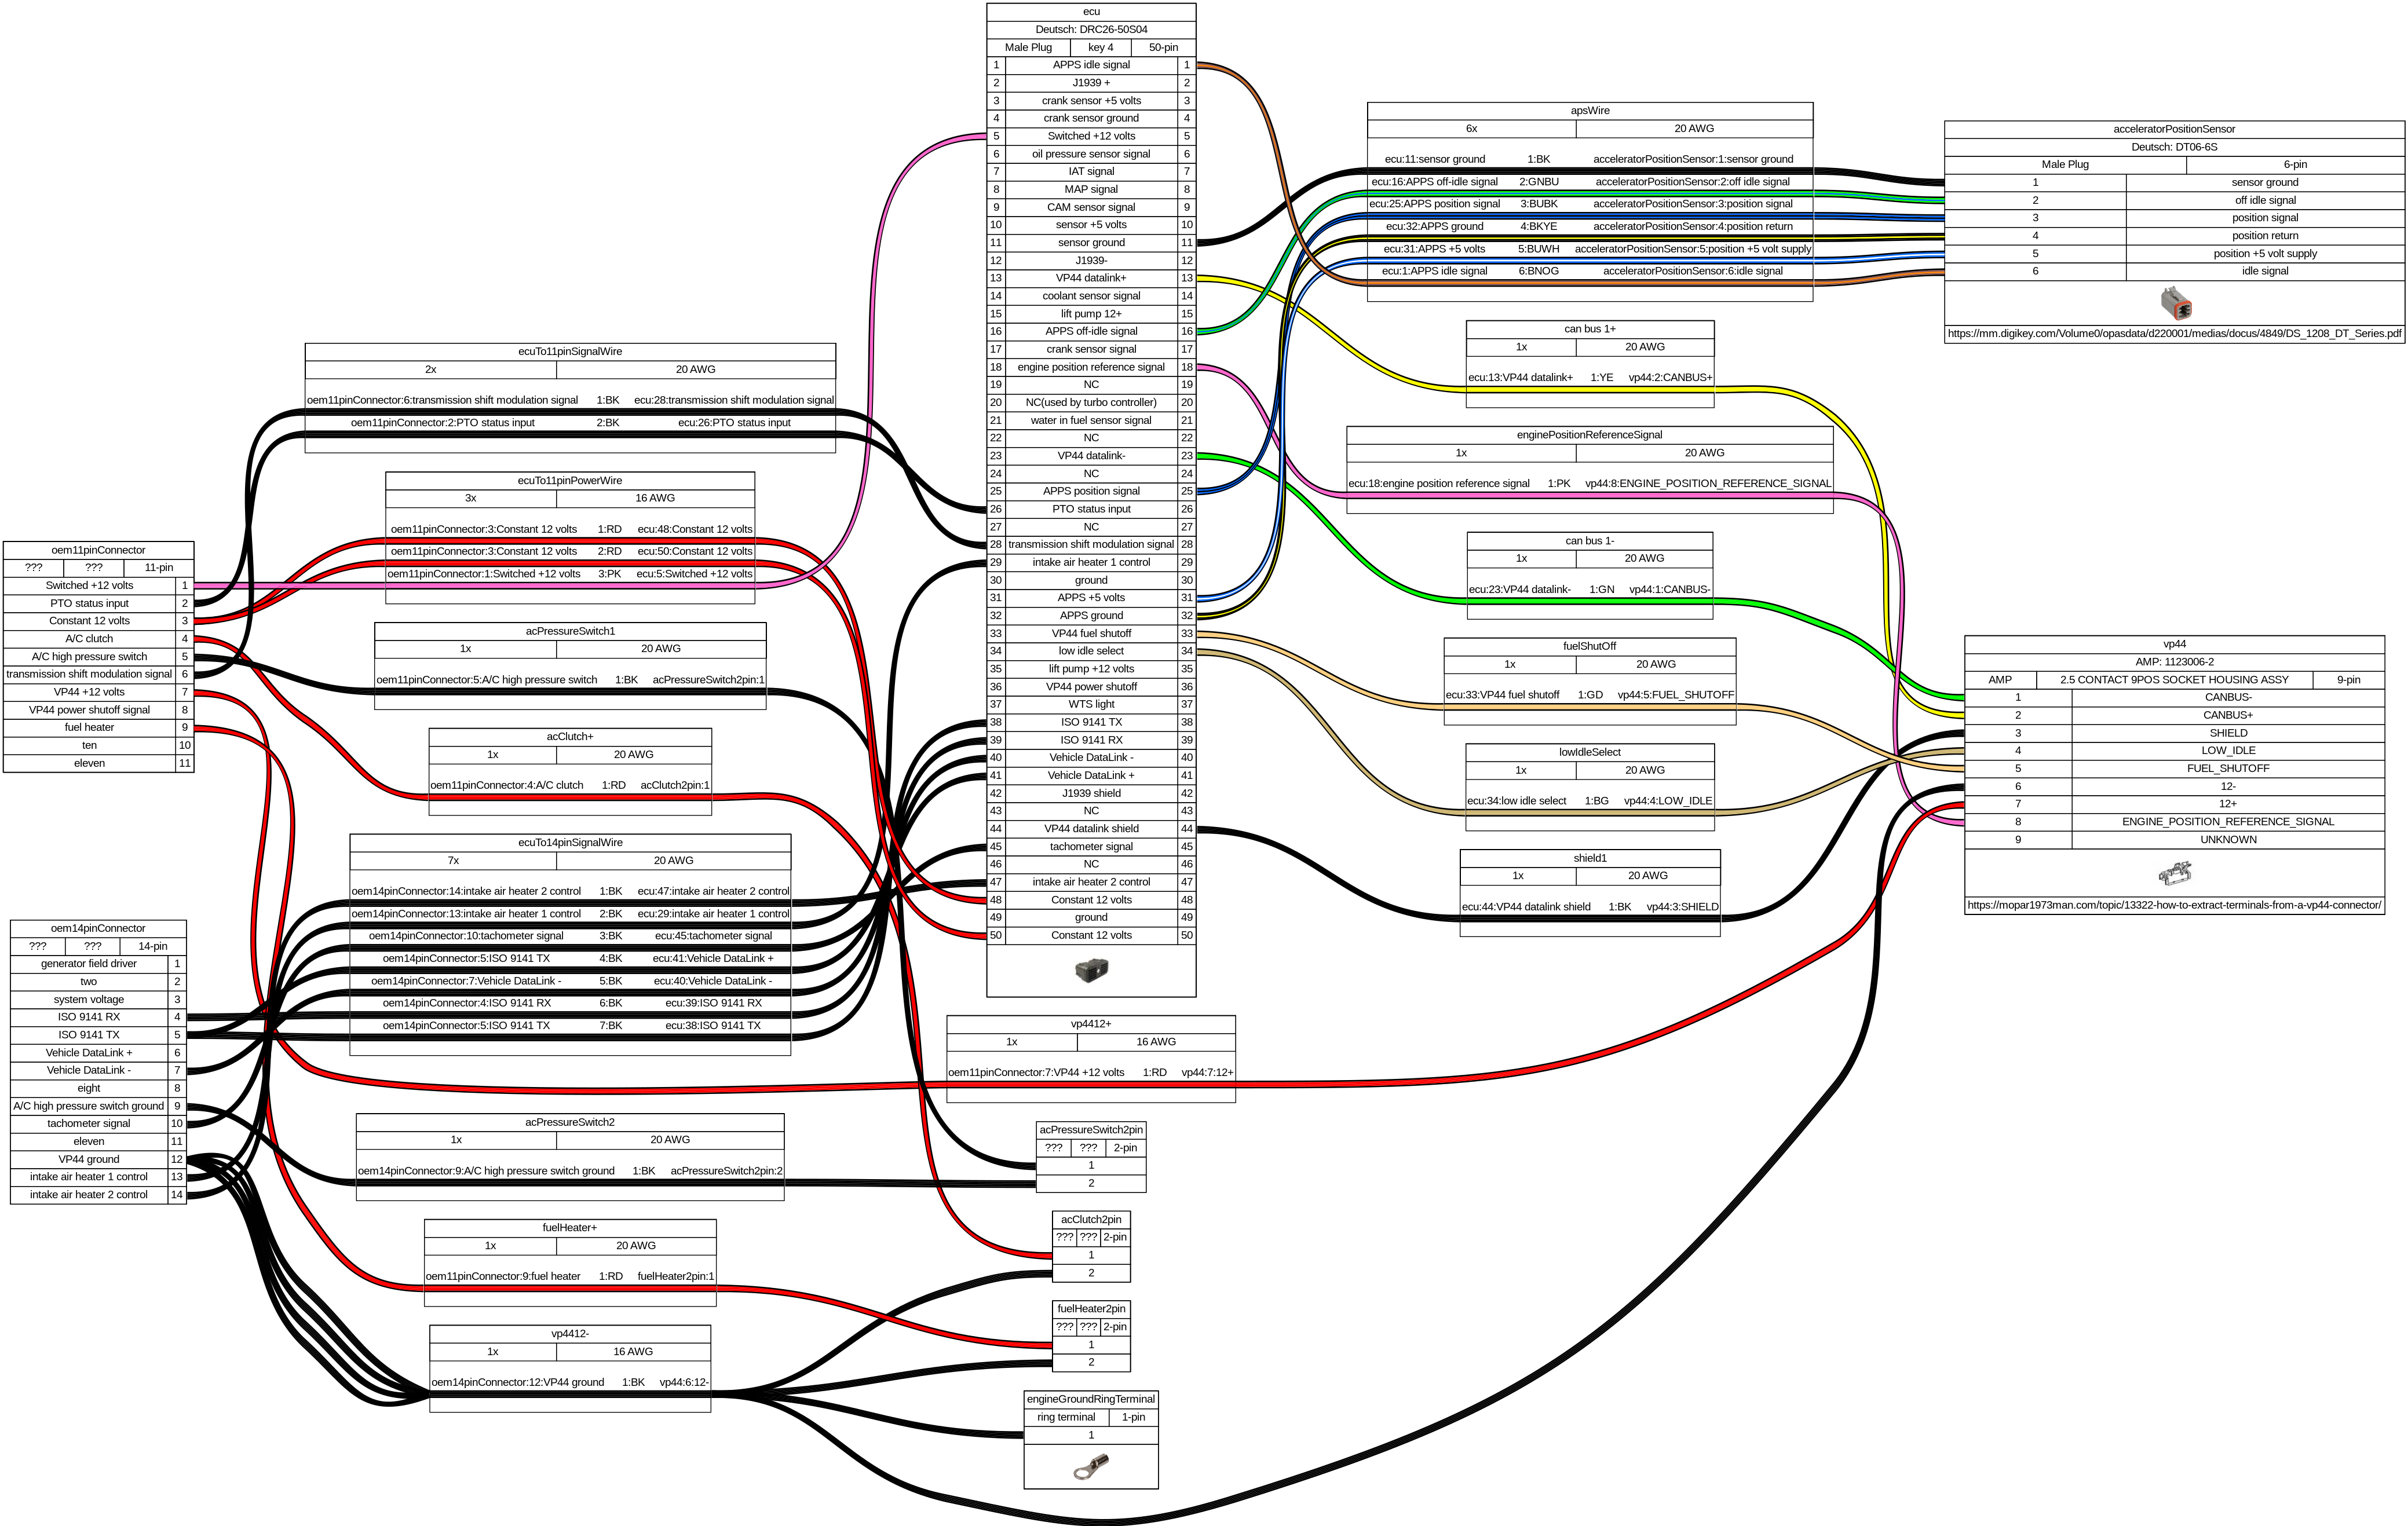 ecu
Deutsch: DRC26-50S04
Male Plug key 4 50-pin
1 APPS idle signal 1
2 J1939 + 2
3 crank sensor +5 volts 3
4 crank sensor ground 4
5 Switched +12 volts 5
6 oil pressure sensor signal 6
7 IAT signal 7
8 MAP signal 8
9 CAM sensor signal 9
10 sensor +5 volts 10
11 sensor ground 11
12 J1939- 12
13 VP44 datalink+ 13
14 coolant sensor signal 14
15 lift pump 12+ 15
16 APPS off-idle signal 16
17 crank sensor signal 17
18 engine position reference signal 18
19 NC 19
20 NC(used by turbo controller) 20
21 water in fuel sensor signal 21
22 NC 22
23 VP44 datalink- 23
24 NC 24
25 APPS position signal 25
26 PTO status input 26
27 NC 27
28 transmission shift modulation signal 28
29 intake air heater 1 control 29
30 ground 30
31 APPS +5 volts 31
32 APPS ground 32
33 VP44 fuel shutoff 33
34 low idle select 34
35 lift pump +12 volts 35
36 VP44 power shutoff 36
37 WTS light 37
38 ISO 9141 TX 38
39 ISO 9141 RX 39
40 Vehicle DataLink - 40
41 Vehicle DataLink + 41
42 J1939 shield 42
43 NC 43
44 VP44 datalink shield 44
45 tachometer signal 45
46 NC 46
47 intake air heater 2 control 47
48 Constant 12 volts 48
49 ground 49
50 Constant 12 volts 50
apsWire
6x 20 AWG
ecu:11:sensor ground 1:BK acceleratorPositionSensor:1:sensor ground
ecu:16:APPS off-idle signal 2:GNBU acceleratorPositionSensor:2:off idle signal
ecu:25:APPS position signal 3:BUBK acceleratorPositionSensor:3:position signal
ecu:32:APPS ground 4:BKYE acceleratorPositionSensor:4:position return
ecu:31:APPS +5 volts 5:BUWH acceleratorPositionSensor:5:position +5 volt supply
ecu:1:APPS idle signal 6:BNOG acceleratorPositionSensor:6:idle signal
acceleratorPositionSensor
Deutsch: DT06-6S
Male Plug 6-pin
1 sensor ground
2 off idle signal
3 position signal
4 position return
5 position +5 volt supply
6 idle signal
https://mm.digikey.com/Volume0/opasdata/d220001/medias/docus/4849/DS_1208_DT_Series.pdf
can bus 1+
1x 20 AWG
ecu:13:VP44 datalink+ 1:YE vp44:2:CANBUS+
enginePositionReferenceSignal
1x 20 AWG
ecu:18:engine position reference signal 1:PK vp44:8:ENGINE_POSITION_REFERENCE_SIGNAL
can bus 1-
1x 20 AWG
ecu:23:VP44 datalink- 1:GN vp44:1:CANBUS-
fuelShutOff
1x 20 AWG
ecu:33:VP44 fuel shutoff 1:GD vp44:5:FUEL_SHUTOFF
lowIdleSelect
1x 20 AWG
ecu:34:low idle select 1:BG vp44:4:LOW_IDLE
shield1
1x 20 AWG
ecu:44:VP44 datalink shield 1:BK vp44:3:SHIELD
vp44
AMP: 1123006-2
AMP 2.5 CONTACT 9POS SOCKET HOUSING ASSY 9-pin
1 CANBUS-
2 CANBUS+
3 SHIELD
4 LOW_IDLE
5 FUEL_SHUTOFF
6 12-
7 12+
8 ENGINE_POSITION_REFERENCE_SIGNAL
9 UNKNOWN
https://mopar1973man.com/topic/13322-how-to-extract-terminals-from-a-vp44-connector/
ecuTo11pinSignalWire
2x 20 AWG
oem11pinConnector:6:transmission shift modulation signal 1:BK ecu:28:transmission shift modulation signal
oem11pinConnector:2:PTO status input 2:BK ecu:26:PTO status input
ecuTo11pinPowerWire
3x 16 AWG
oem11pinConnector:3:Constant 12 volts 1:RD ecu:48:Constant 12 volts
oem11pinConnector:3:Constant 12 volts 2:RD ecu:50:Constant 12 volts
oem11pinConnector:1:Switched +12 volts 3:PK ecu:5:Switched +12 volts
oem11pinConnector
??? ??? 11-pin
Switched +12 volts 1
PTO status input 2
Constant 12 volts 3
A/C clutch 4
A/C high pressure switch 5
transmission shift modulation signal 6
VP44 +12 volts 7
VP44 power shutoff signal 8
fuel heater 9
ten 10
eleven 11
acPressureSwitch1
1x 20 AWG
oem11pinConnector:5:A/C high pressure switch 1:BK acPressureSwitch2pin:1
acClutch+
1x 20 AWG
oem11pinConnector:4:A/C clutch 1:RD acClutch2pin:1
ecuTo14pinSignalWire
7x 20 AWG
oem14pinConnector:14:intake air heater 2 control 1:BK ecu:47:intake air heater 2 control
oem14pinConnector:13:intake air heater 1 control 2:BK ecu:29:intake air heater 1 control
oem14pinConnector:10:tachometer signal 3:BK ecu:45:tachometer signal
oem14pinConnector:5:ISO 9141 TX 4:BK ecu:41:Vehicle DataLink +
oem14pinConnector:7:Vehicle DataLink - 5:BK ecu:40:Vehicle DataLink -
oem14pinConnector:4:ISO 9141 RX 6:BK ecu:39:ISO 9141 RX
oem14pinConnector:5:ISO 9141 TX 7:BK ecu:38:ISO 9141 TX
oem14pinConnector
??? ??? 14-pin
generator field driver 1
two 2
system voltage 3
ISO 9141 RX 4
ISO 9141 TX 5
Vehicle DataLink + 6
Vehicle DataLink - 7
eight 8
A/C high pressure switch ground 9
tachometer signal 10
eleven 11
VP44 ground 12
intake air heater 1 control 13
intake air heater 2 control 14
vp4412+
1x 16 AWG
oem11pinConnector:7:VP44 +12 volts 1:RD vp44:7:12+
acPressureSwitch2
1x 20 AWG
oem14pinConnector:9:A/C high pressure switch ground 1:BK acPressureSwitch2pin:2
acPressureSwitch2pin
??? ??? 2-pin
1
2
acClutch2pin
??? ??? 2-pin
1
2
fuelHeater+
1x 20 AWG
oem11pinConnector:9:fuel heater 1:RD fuelHeater2pin:1
fuelHeater2pin
??? ??? 2-pin
1
2
vp4412-
1x 16 AWG
oem14pinConnector:12:VP44 ground 1:BK vp44:6:12-
engineGroundRingTerminal
ring terminal 1-pin
1